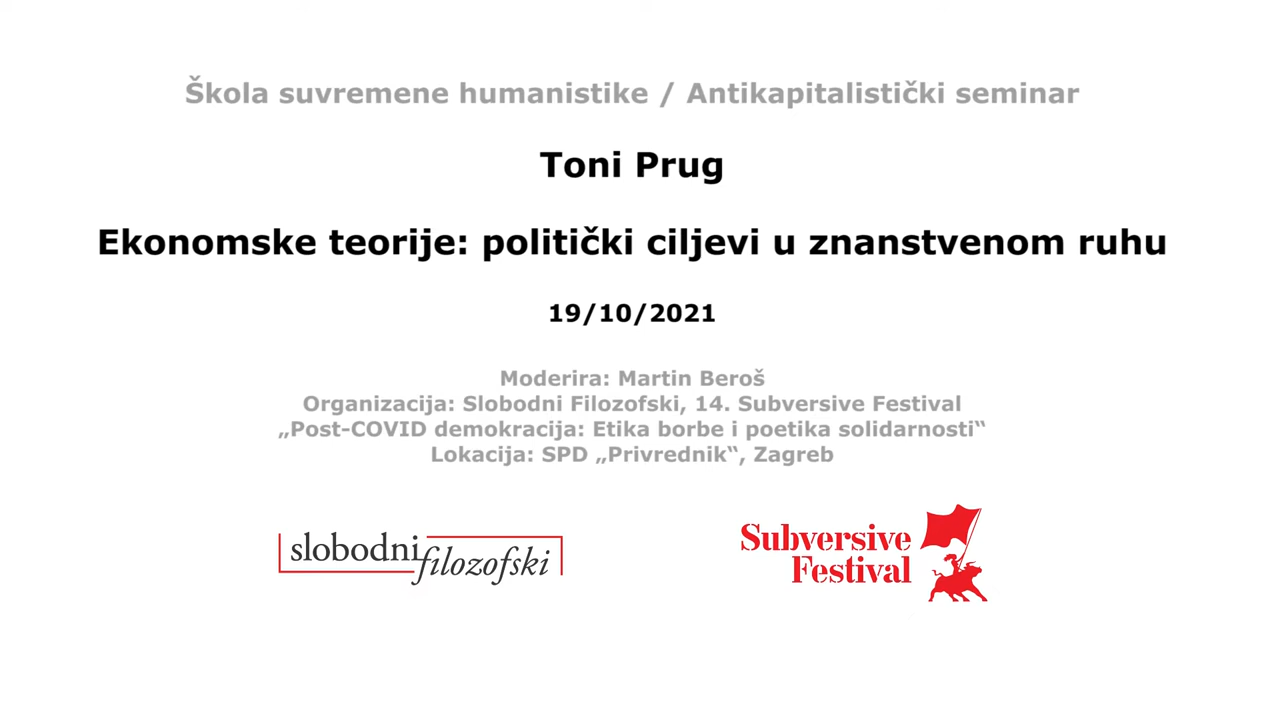 Škola suvremene humanistike / Antikapitalistički seminar
Toni Prug
Ekonomske teorije: politički ciljevi u znanstvenom ruhu
19/10/2021
Moderira: Martin Beroš
Organizacija: Slobodni Filozofski, 14. Subversive Festival
„Post-COVID demokracija: Etika borbe i poetika solidarnosti“
Lokacija: SPD „Privrednik“, Zagreb
slobodni
filozofski
Subversive
Festival